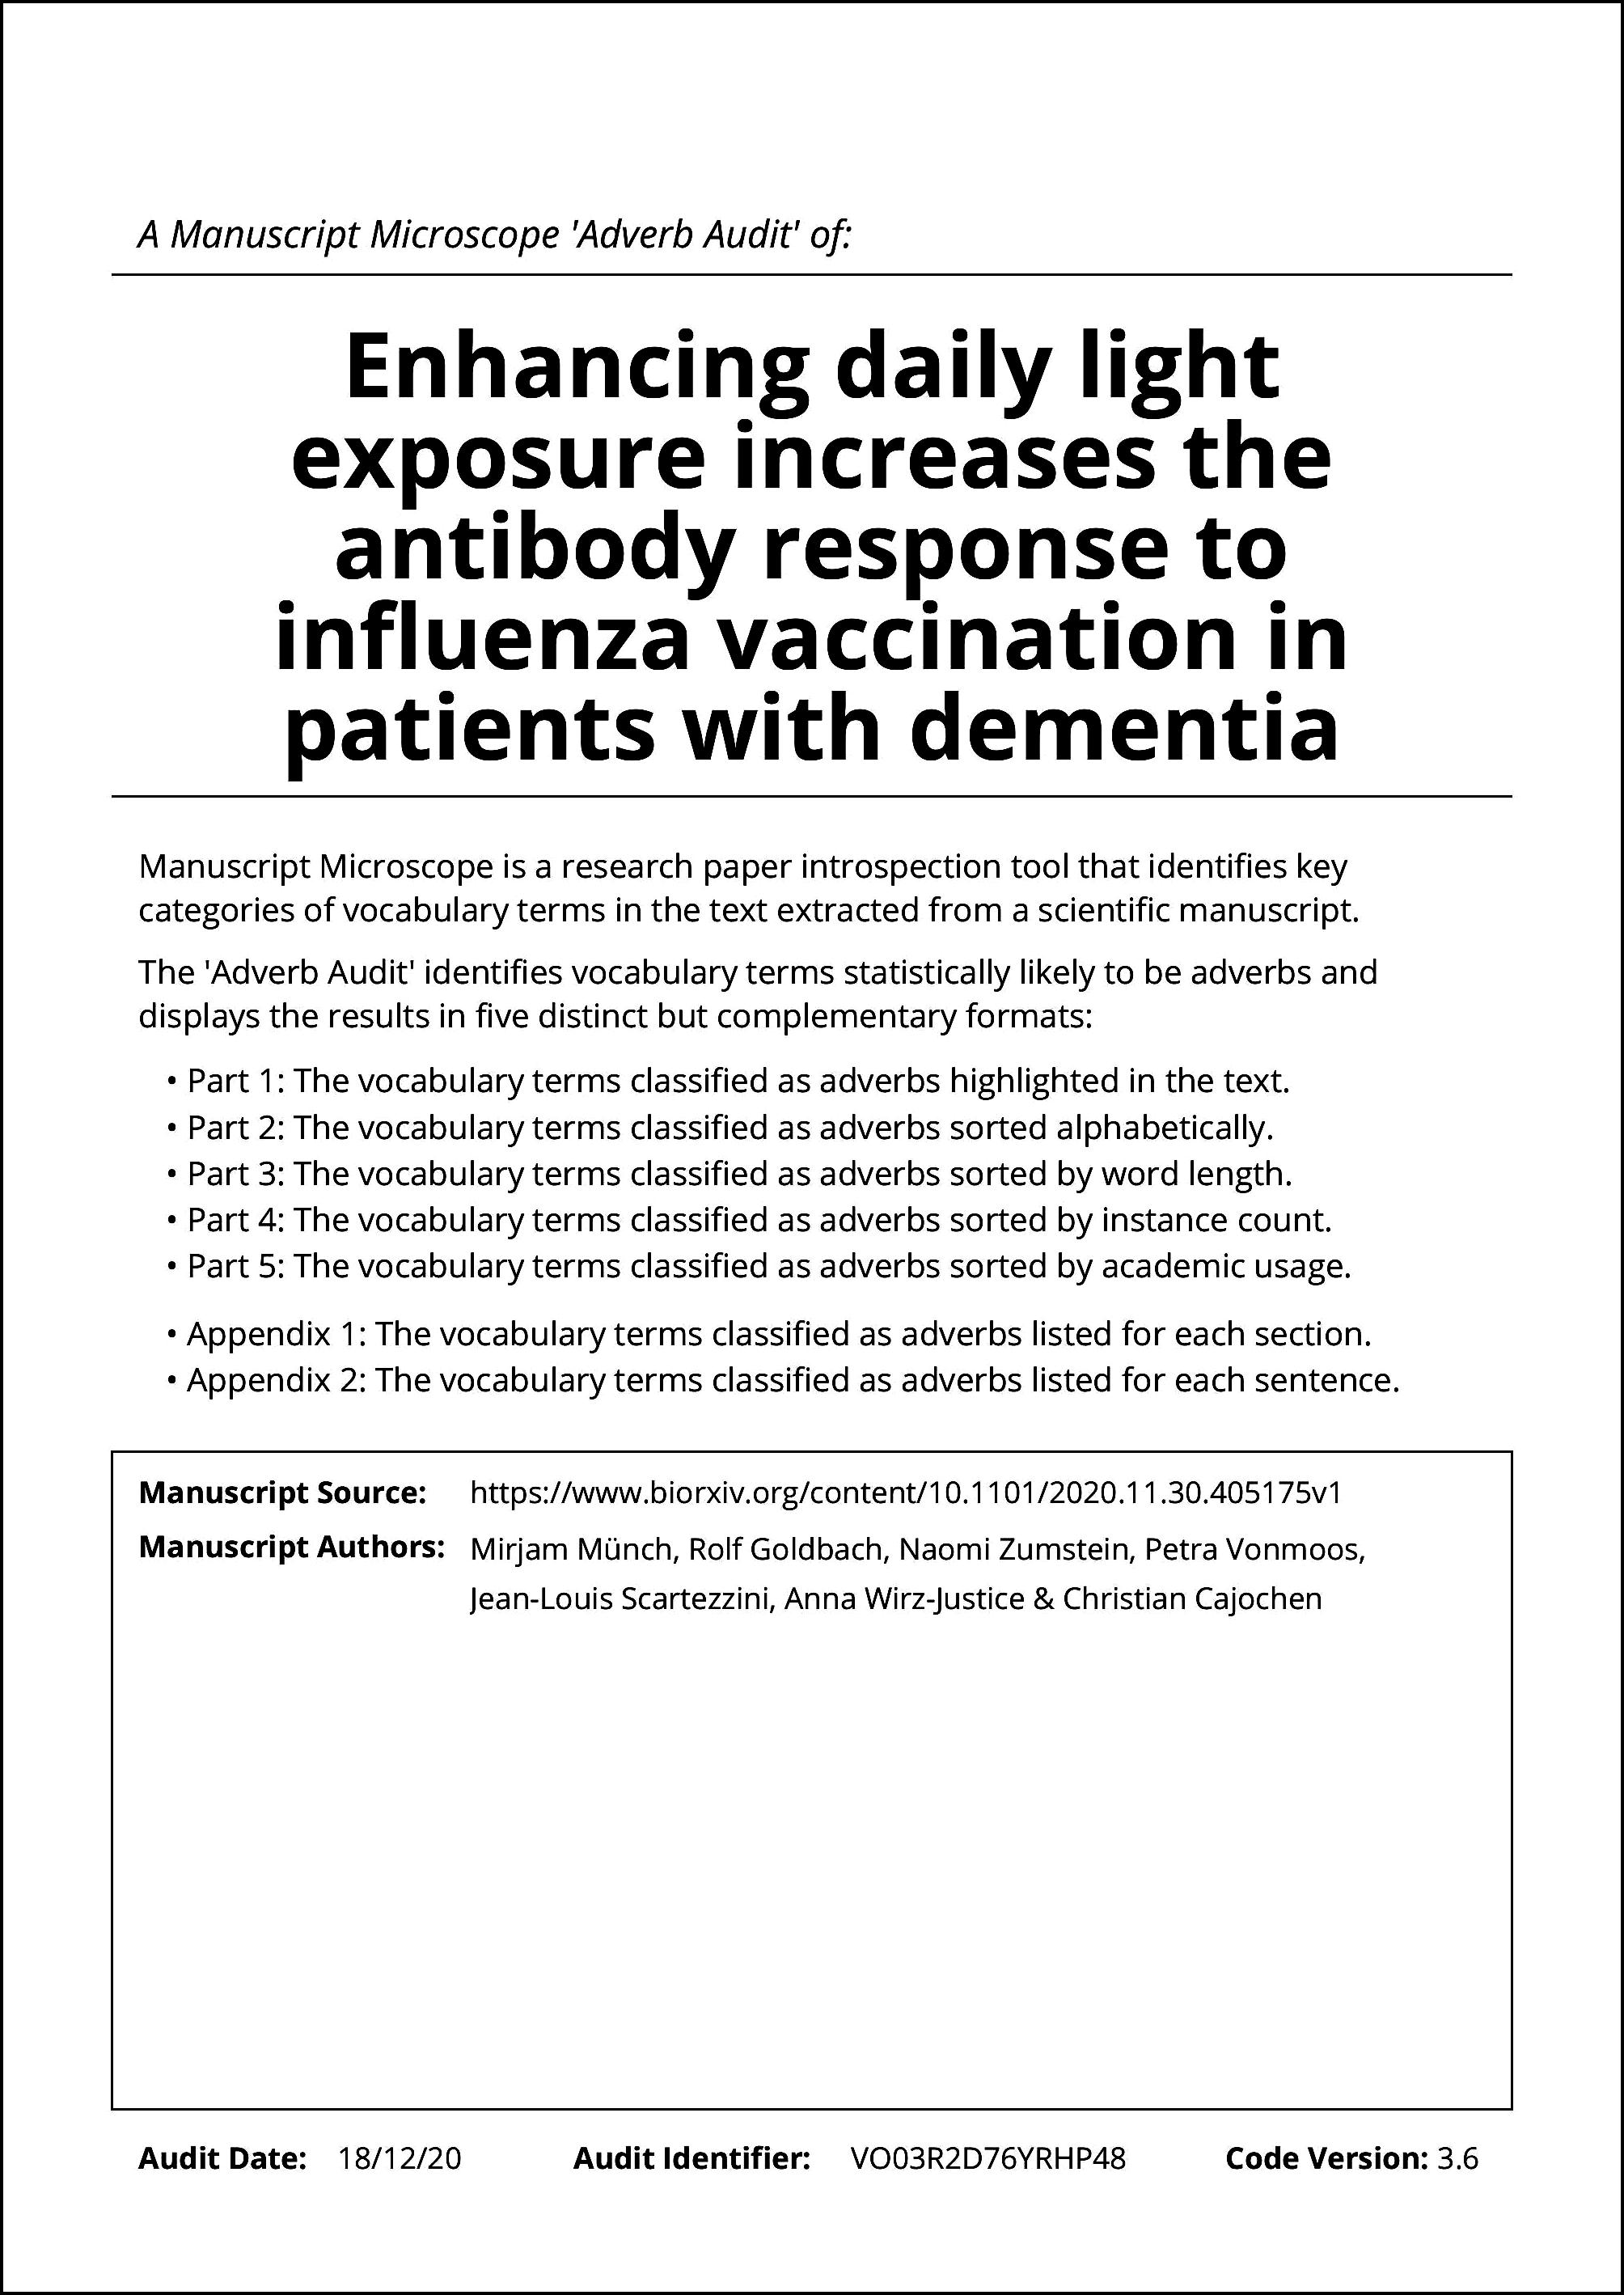 A Manuscript Microscope 'Adverb Audit' of:
Enhancing daily light
exposure increases the
antibody response to
influenza vaccination in
patients with dementia
Manuscript Microscope is a research paper introspection tool that identifies key
categories of vocabulary terms in the text extracted from a scientific manuscript.
The 'Adverb Audit' identifies vocabulary terms statistically likely to be adverbs and
displays the results in five distinct but complementary formats:
• Part 1: The vocabulary terms classified as adverbs highlighted in the text.
• Part 2: The vocabulary terms classified as adverbs sorted alphabetically.
• Part 3: The vocabulary terms classified as adverbs sorted by word length.
• Part 4: The vocabulary terms classified as adverbs sorted by instance count.
• Part 5: The vocabulary terms classified as adverbs sorted by academic usage.
• Appendix 1: The vocabulary terms classified as adverbs listed for each section.
• Appendix 2: The vocabulary terms classified as adverbs listed for each sentence.
Manuscript Source: https://www.biorxiv.org/content/10.1101/2020.11.30.405175v1
Manuscript Authors: Mirjam Münch, Rolf Goldbach, Naomi Zumstein, Petra Vonmoos,
Jean-Louis Scartezzini, Anna Wirz-Justice & Christian Cajochen
Audit Date: 18/12/20 Audit Identifier: VO03R2D76YRHP48 Code Version: 3.6